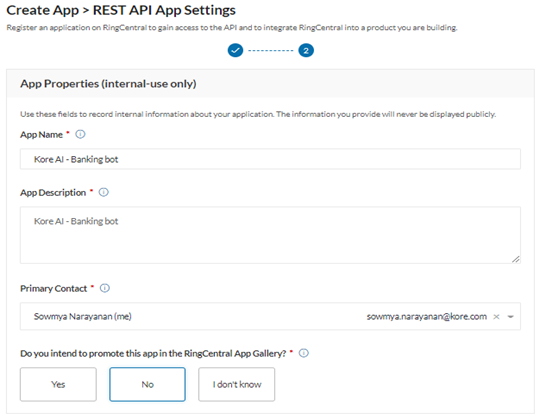 Create App > REST API App Settings
Register an application on RingCentral to gain access to the API and to integrate RingCentral into a product you are building.
2
App Properties (internal-use only)
Use these fields to record internal information about your application. The information you provide will never be displayed publicly.
App Name *
Kore AI - Banking bot
App Description *
Kore AI - Banking bot
Primary Contact *
Sowmya Narayanan (me) sowmya.narayanan@kore.com ×
Do you intend to promote this app in the RingCentral App Gallery? *
Yes No I don't know